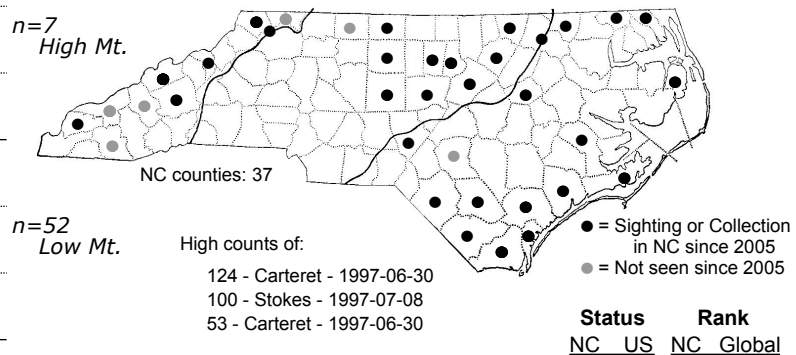 n=7
High Mt.
NC counties: 37
n=52
Low Mt.
High counts of:
124 - Carteret - 1997-06-30
100 - Stokes - 1997-07-08
53 - Carteret - 1997-06-30
= Sighting or Collection
in NC since 2005
= Not seen since 2005
Status Rank
NC US NC Global